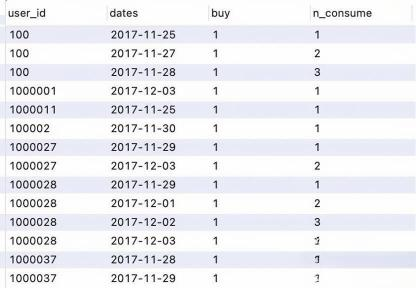 user_id dates buy n_consume
100 2017-11-25 1 1
100 2017-11-27 1 2
100 2017-11-28 1 3
1000001 2017-12-03 1 1
1000011 2017-11-25 1 1
100002 2017-11-30 1 1
1000027 2017-11-29 1 1
1000027 2017-12-03 1 2
1000028 2017-11-29 1 1
1000028 2017-12-01 1 2
1000028 2017-12-02 1 3
1000028 2017-12-03 1
1000037 2017-11-28 1
1000037 2017-11-29 1